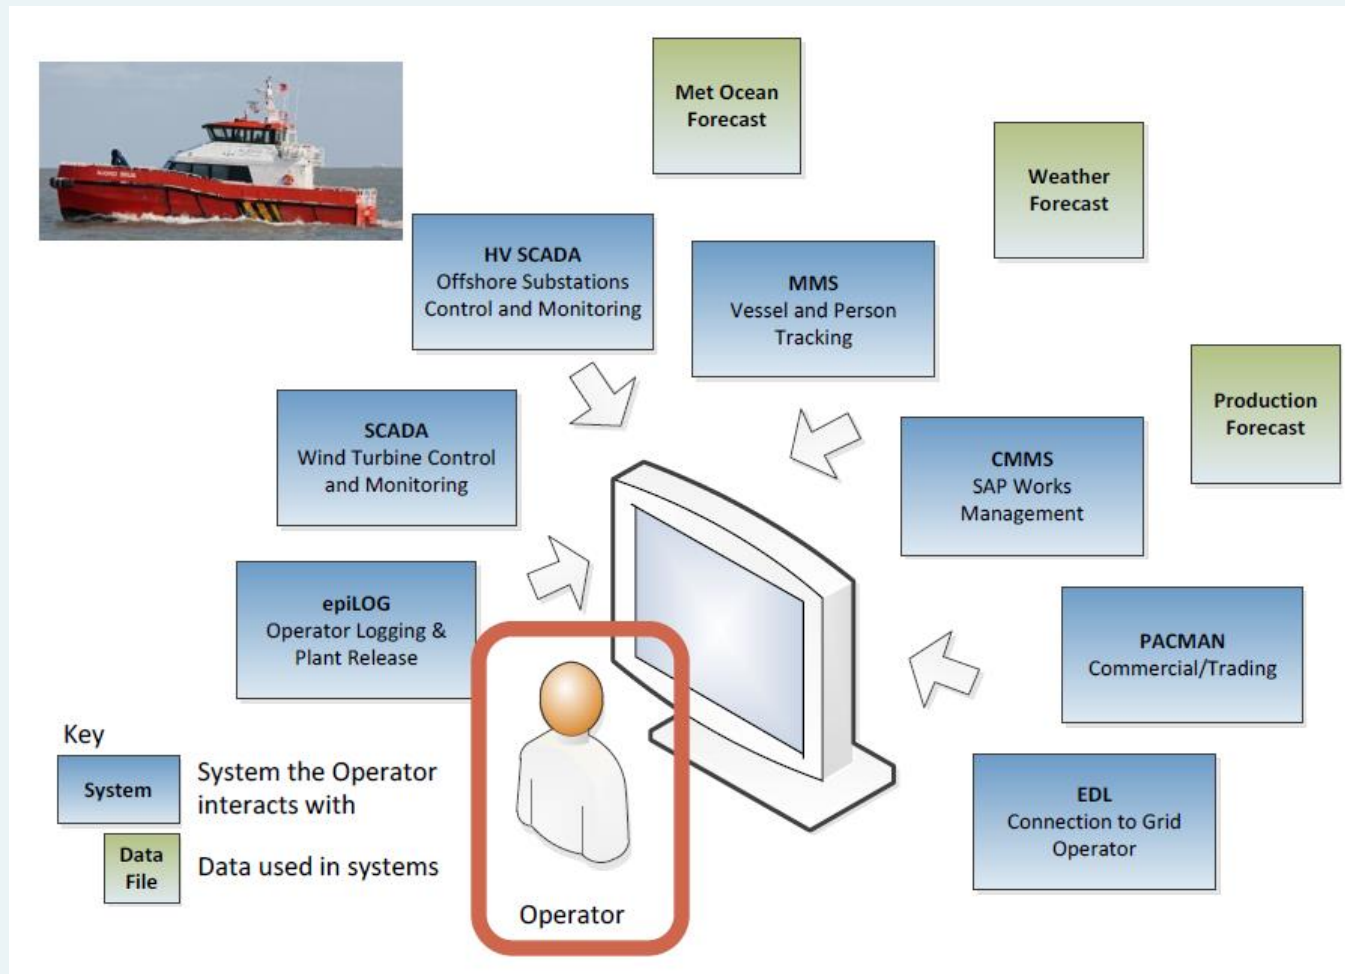 Met Ocean
Forecast
Weather
Forecast
HV SCADA
Offshore Substations
Control and Monitoring
MMS
Vessel and Person
Tracking
Production
Forecast
SCADA
Wind Turbine Control
and Monitoring
CMMS
SAP Works
Management
epiLOG
Operator Logging &
Plant Release
PACMAN
Commercial/Trading
Key
System
System the Operator
interacts with
EDL
Connection to Grid
Operator
Data
File
Data used in systems
Operator